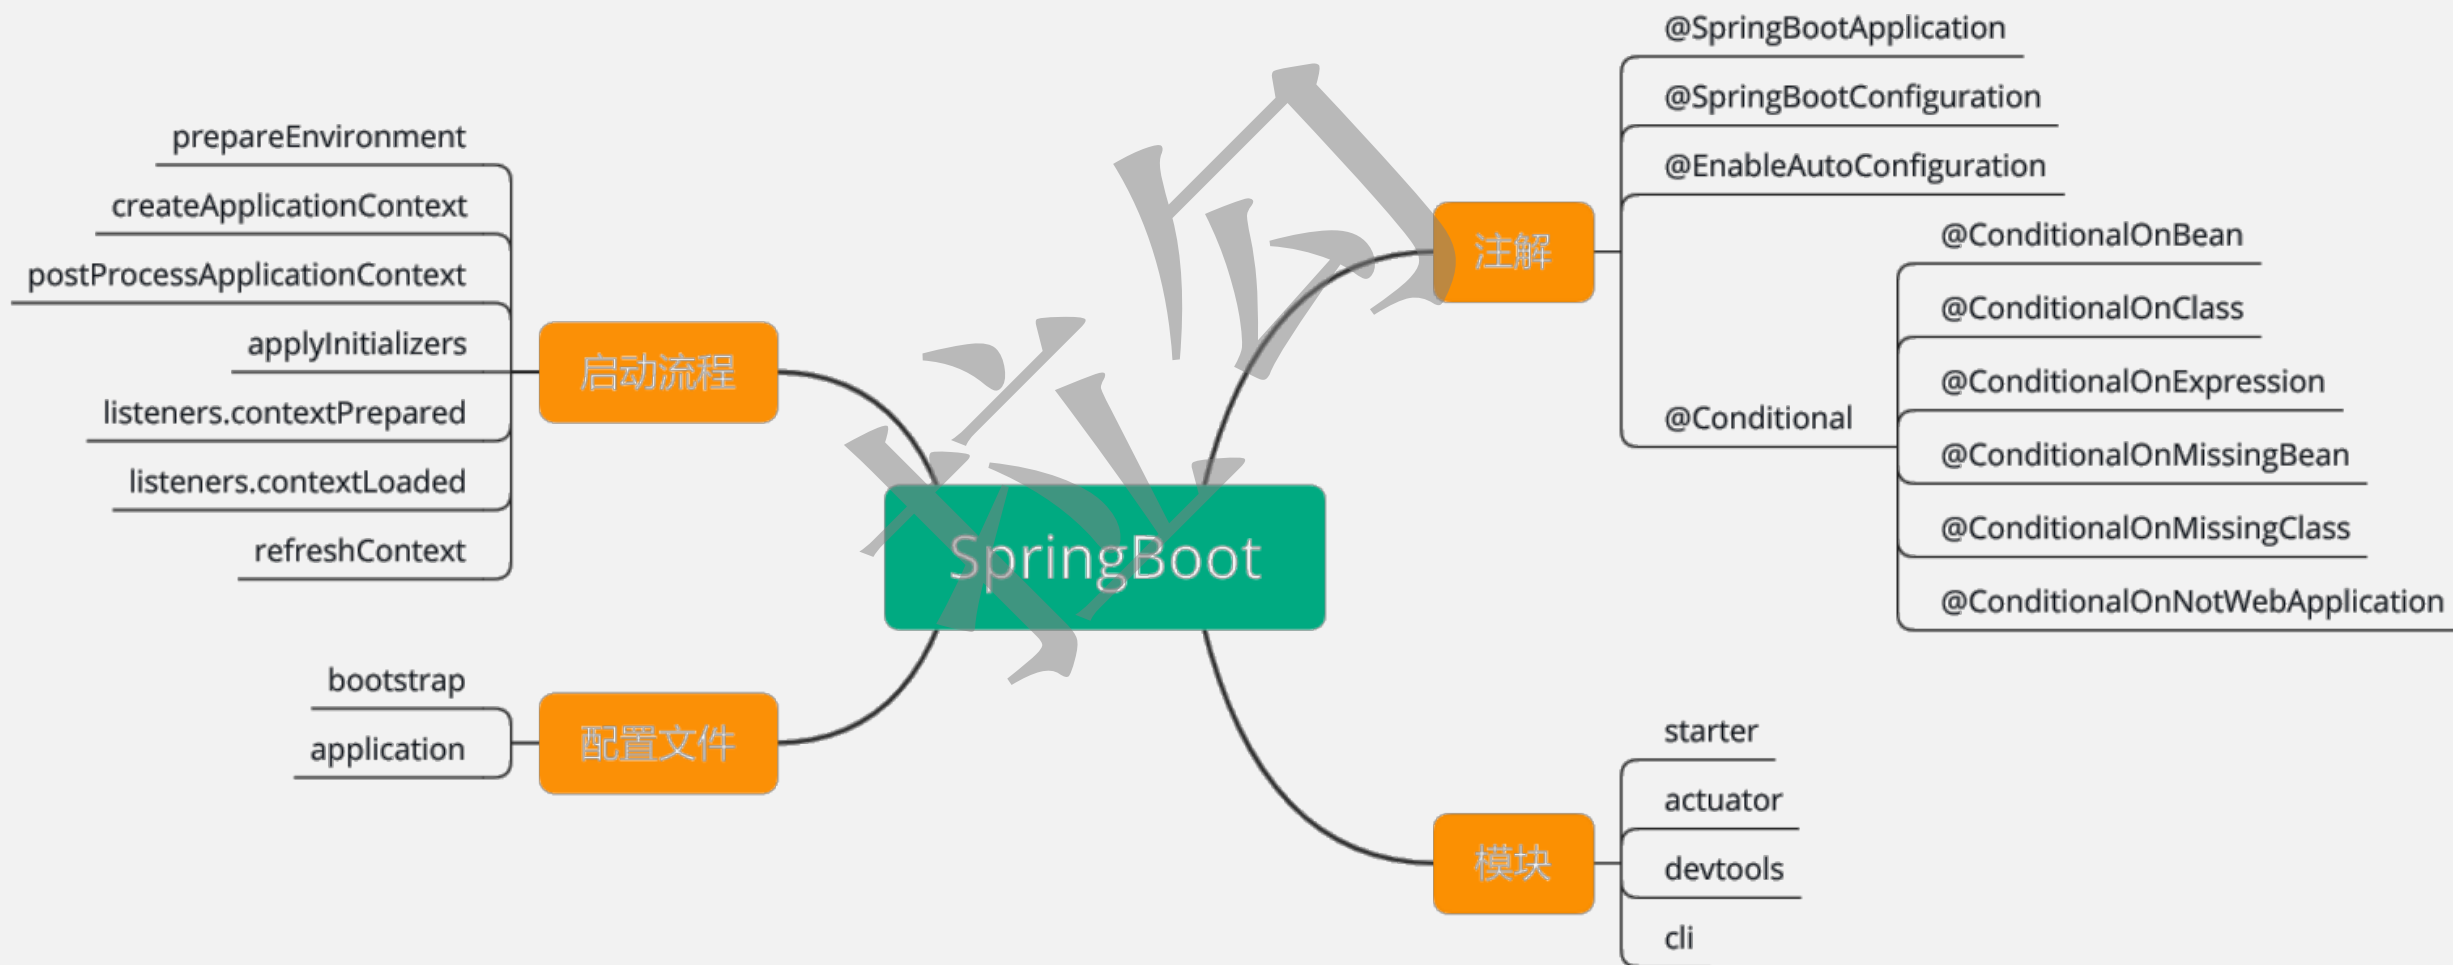 prepareEnvironment
createApplicationContext
postProcessApplicationContext
applyInitializers
listeners.contextPrepared
listeners.contextLoaded
refreshContext
启动流程
bootstrap
application
配置文件
SpringBoot
注解
@SpringBootApplication
@SpringBootConfiguration
@EnableAutoConfiguration
@Conditional
@ConditionalOnBean
@ConditionalOnClass
@ConditionalOnExpression
@ConditionalOnMissingBean
@ConditionalOnMissingClass
@ConditionalOnNotWebApplication
模块
starter
actuator
devtools
cli